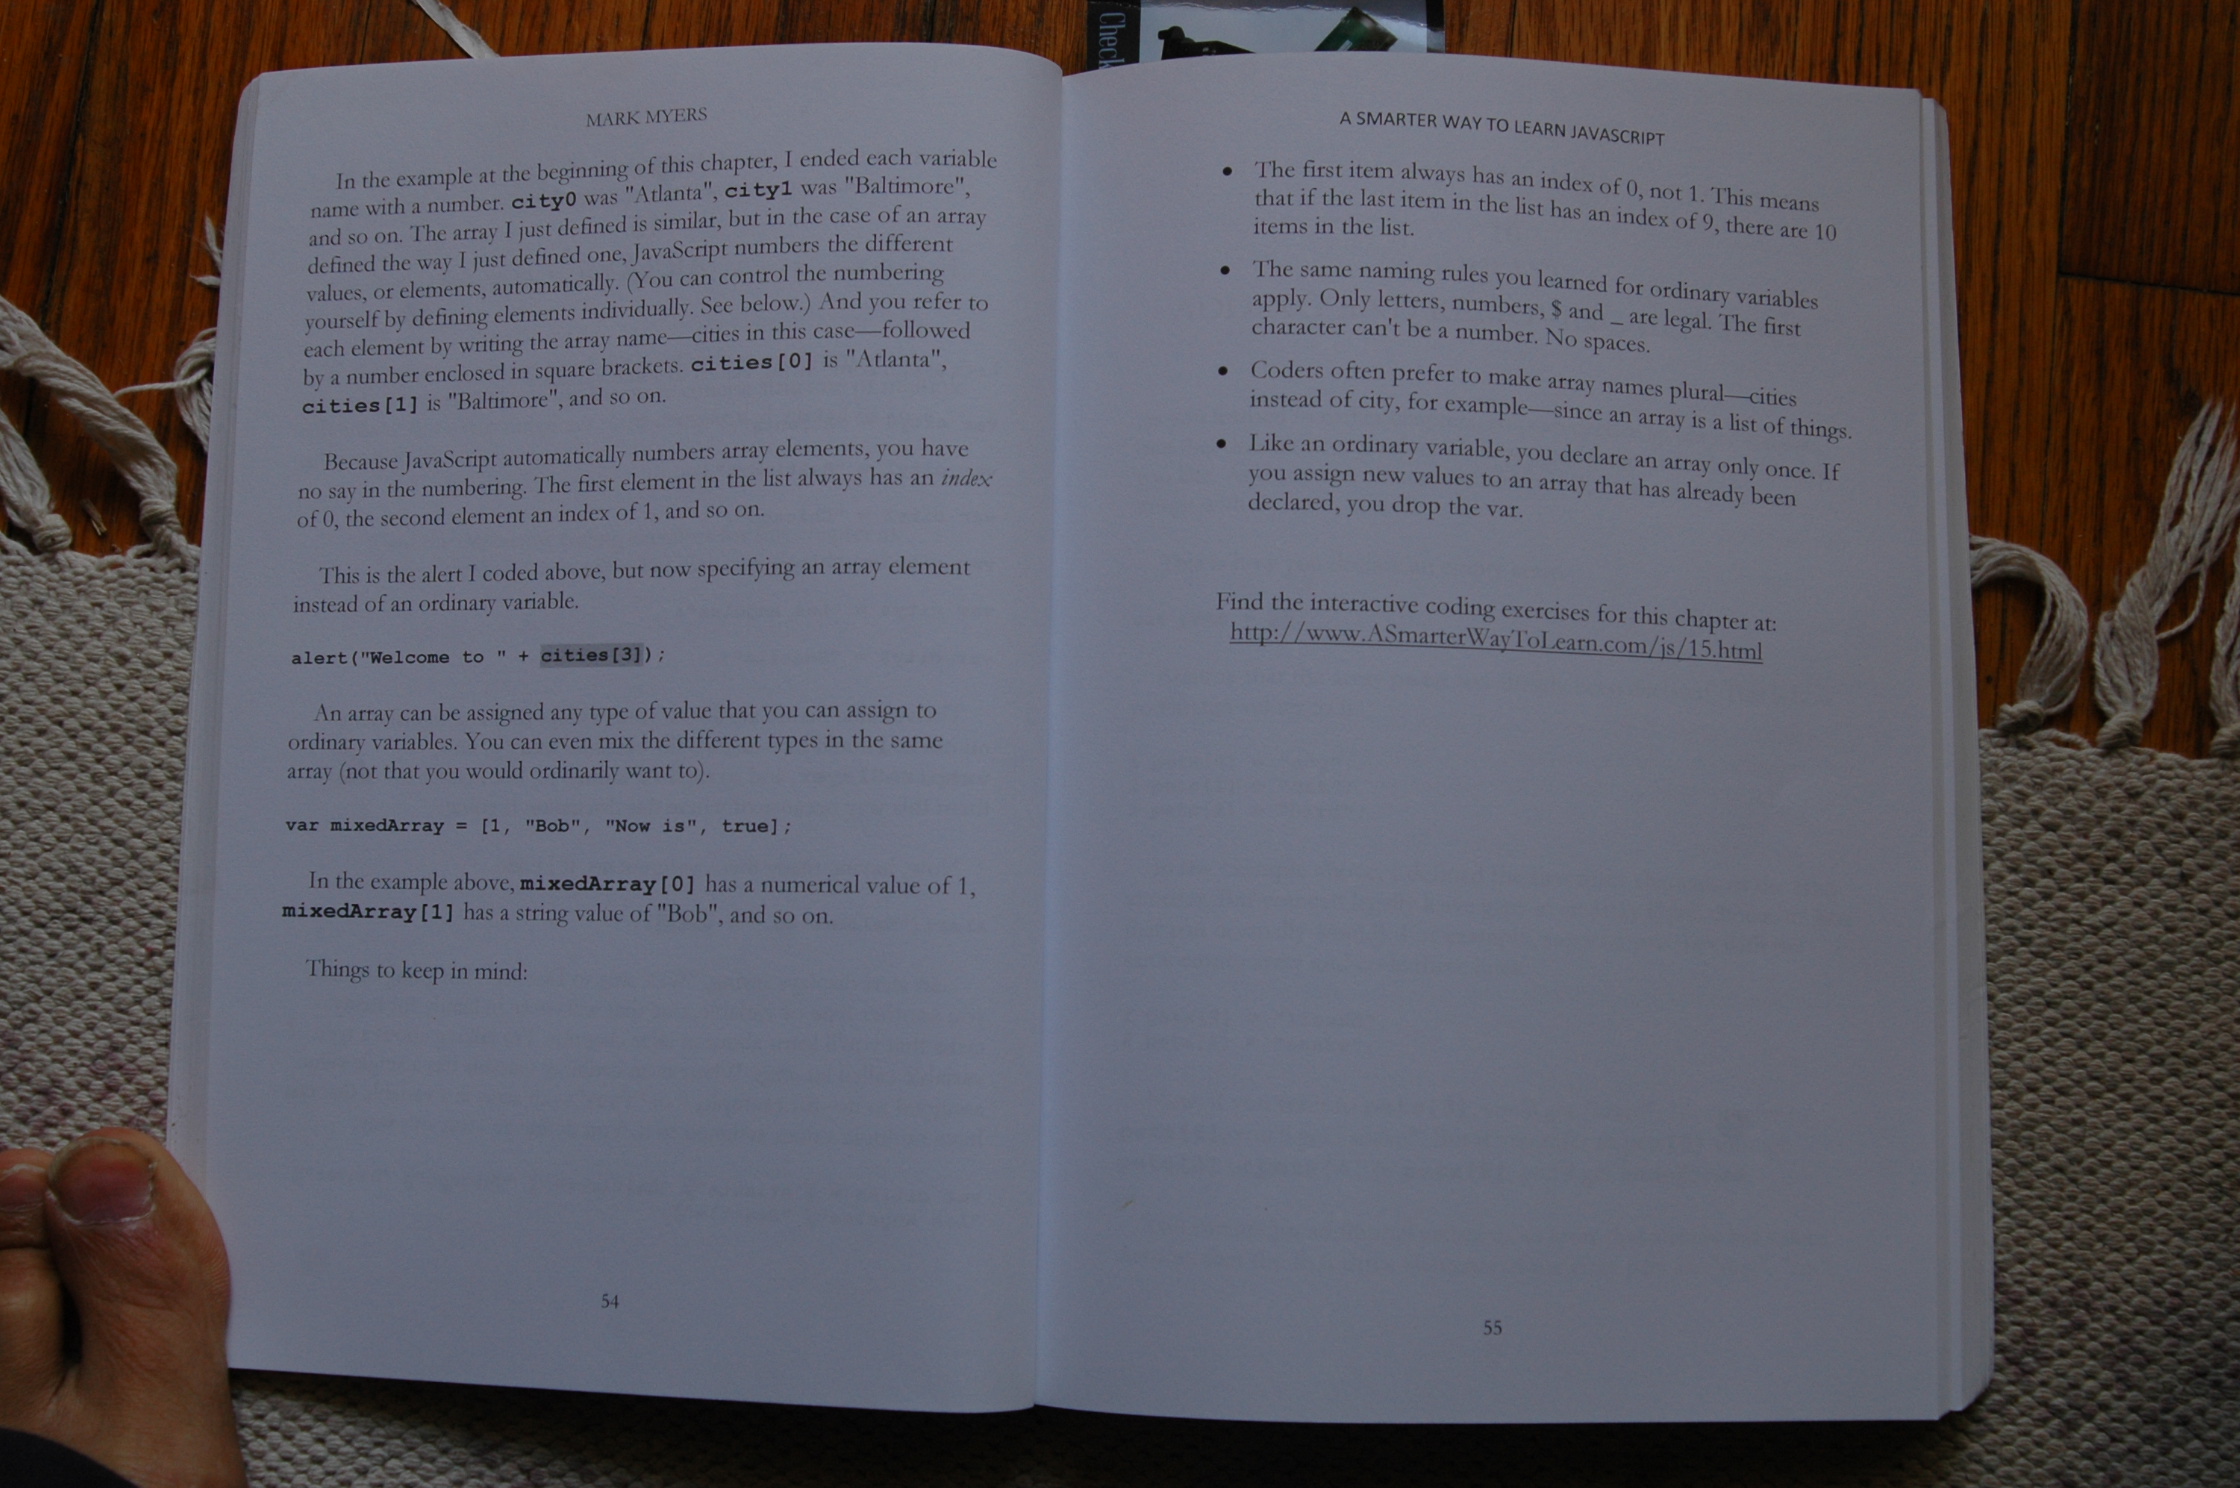 MARK MYERS
In the example at the beginning of this chapter, I ended each variable
name with a number. city0 was "Atlanta", city1 was "Baltimore",
and so on. The array I just defined is similar, but in the case of an array
defined the way I just defined one, JavaScript numbers the different
values, or elements, automatically. (You can control the numbering
yourself by defining elements individually. See below.) And you refer to
each element by writing the array name—cities in this case—followed
by a number enclosed in square brackets. cities[0] is "Atlanta",
cities[1] is "Baltimore", and so on.
Because JavaScript automatically numbers array elements, you have
no say in the numbering. The first element in the list always has an index
of 0, the second element an index of 1, and so on.
This is the alert I coded above, but now specifying an array element
instead of an ordinary variable.
alert("Welcome to " + cities[3]);
An array can be assigned any type of value that you can assign to
ordinary variables. You can even mix the different types in the same
array (not that you would ordinarily want to).
var mixedArray = [1, "Bob", "Now is", true];
In the example above, mixedArray[0] has a numerical value of 1,
mixedArray[1] has a string value of "Bob", and so on.
Things to keep in mind:
54
A SMARTER WAY TO LEARN JAVASCRIPT
• The first item always has an index of 0, not 1. This means
that if the last item in the list has an index of 9, there are 10
items in the list.
• The same naming rules you learned for ordinary variables
apply. Only letters, numbers, $ and _ are legal. The first
character can't be a number. No spaces.
• Coders often prefer to make array names plural—cities
instead of city, for example—since an array is a list of things.
• Like an ordinary variable, you declare an array only once. If
you assign new values to an array that has already been
declared, you drop the var.
Find the interactive coding exercises for this chapter at:
http://www.ASmarterWayToLearn.com/js/15.html
55
Check